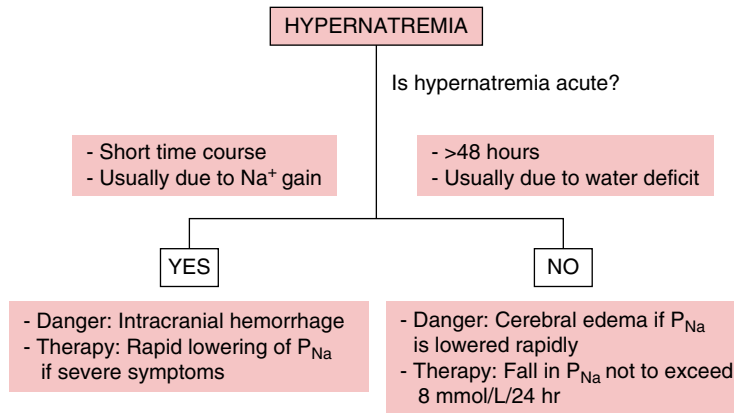 HYPERNATREMIA
Is hypernatremia acute?
- Short time course
- Usually due to Na⁺ gain
- >48 hours
- Usually due to water deficit
YES
NO
- Danger: Intracranial hemorrhage
- Therapy: Rapid lowering of P_Na
if severe symptoms
- Danger: Cerebral edema if P_Na
is lowered rapidly
- Therapy: Fall in P_Na not to exceed
8 mmol/L/24 hr